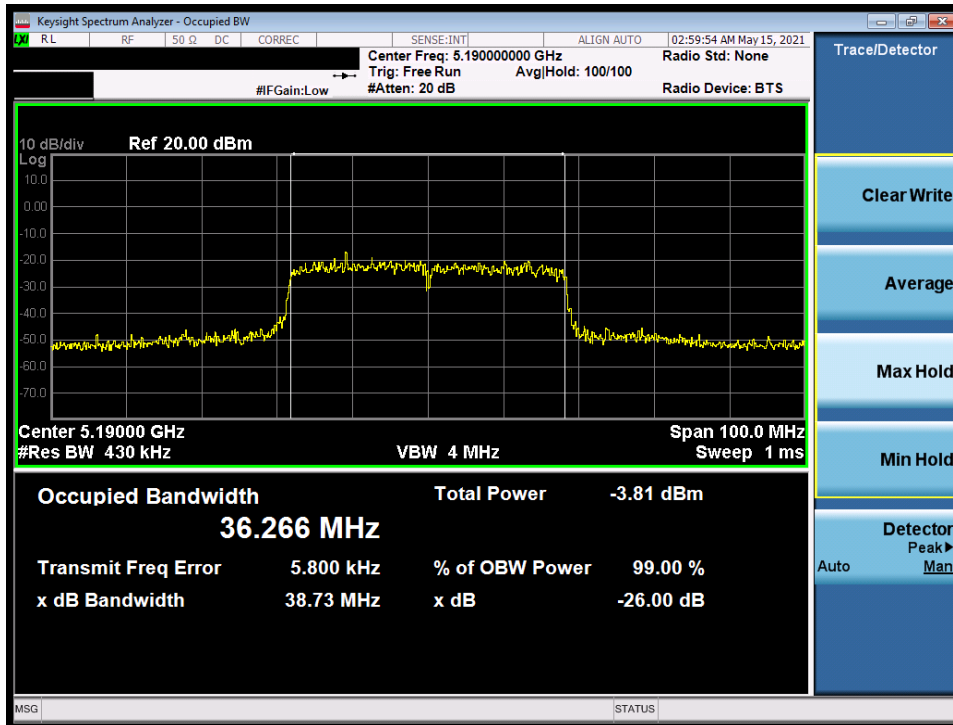 Keysight Spectrum Analyzer - Occupied BW
LXI RL RF 50 Ω DC CORREC SENSE:INT ALIGN AUTO 02:59:54 AM May 15, 2021
Center Freq: 5.190000000 GHz Radio Std: None
Trig: Free Run Avg|Hold: 100/100
#IFGain:Low #Atten: 20 dB Radio Device: BTS
Trace/Detector
10 dB/div Ref 20.00 dBm
Log
10.0
0.00
-10.0
-20.0
-30.0
-40.0
-50.0
-60.0
-70.0
Center 5.19000 GHz Span 100.0 MHz
#Res BW 430 kHz VBW 4 MHz Sweep 1 ms
Occupied Bandwidth Total Power -3.81 dBm
36.266 MHz
Transmit Freq Error 5.800 kHz % of OBW Power 99.00 %
x dB Bandwidth 38.73 MHz x dB -26.00 dB
Clear Write
Average
Max Hold
Min Hold
Detector
Peak▶
Auto Man
MSG STATUS